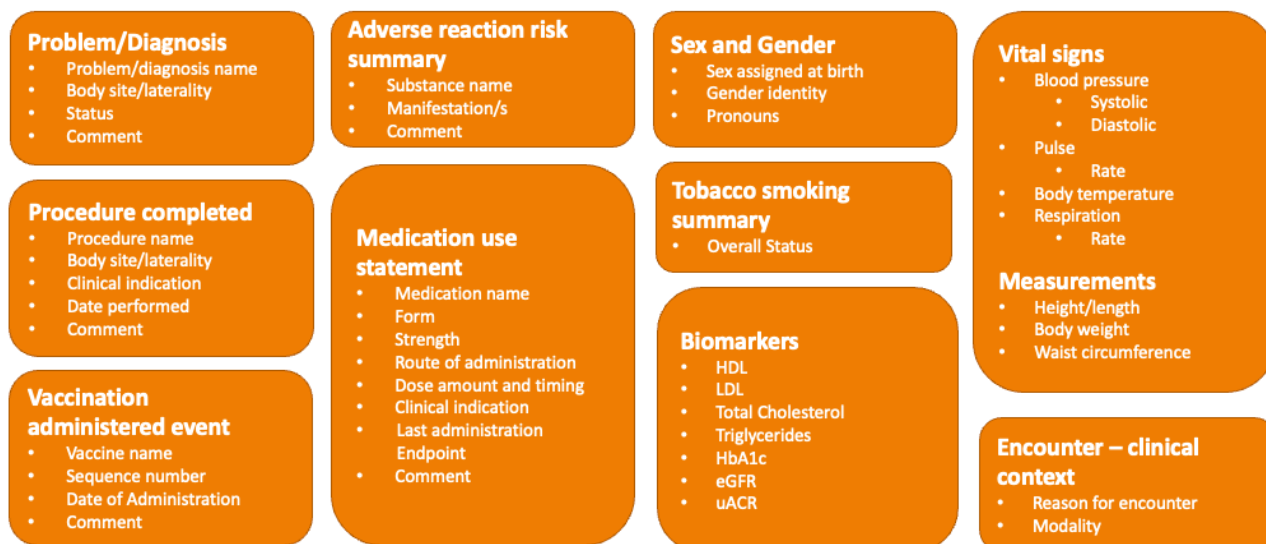 Problem/Diagnosis
• Problem/diagnosis name
• Body site/laterality
• Status
• Comment
Procedure completed
• Procedure name
• Body site/laterality
• Clinical indication
• Date performed
• Comment
Vaccination
administered event
• Vaccine name
• Sequence number
• Date of Administration
• Comment
Adverse reaction risk
summary
• Substance name
• Manifestation/s
• Comment
Medication use
statement
• Medication name
• Form
• Strength
• Route of administration
• Dose amount and timing
• Clinical indication
• Last administration
Endpoint
• Comment
Sex and Gender
• Sex assigned at birth
• Gender identity
• Pronouns
Tobacco smoking
summary
• Overall Status
Biomarkers
• HDL
• LDL
• Total Cholesterol
• Triglycerides
• HbA1c
• eGFR
• uACR
Vital signs
• Blood pressure
• Systolic
• Diastolic
• Pulse
• Rate
• Body temperature
• Respiration
• Rate
Measurements
• Height/length
• Body weight
• Waist circumference
Encounter – clinical
context
• Reason for encounter
• Modality